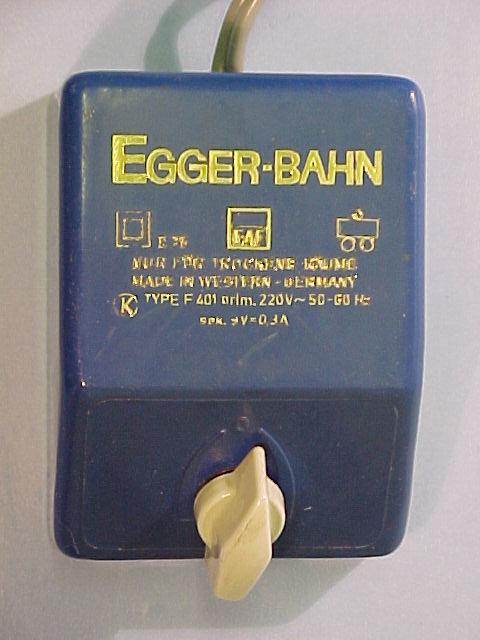 EGGER-BAHN
NUR FÜR TROCKENE RÄUME
MADE IN WESTERN-GERMANY
K TYPE F 401 prim. 220V~ 50-60 Hz
sek. 9V=0,3A
0